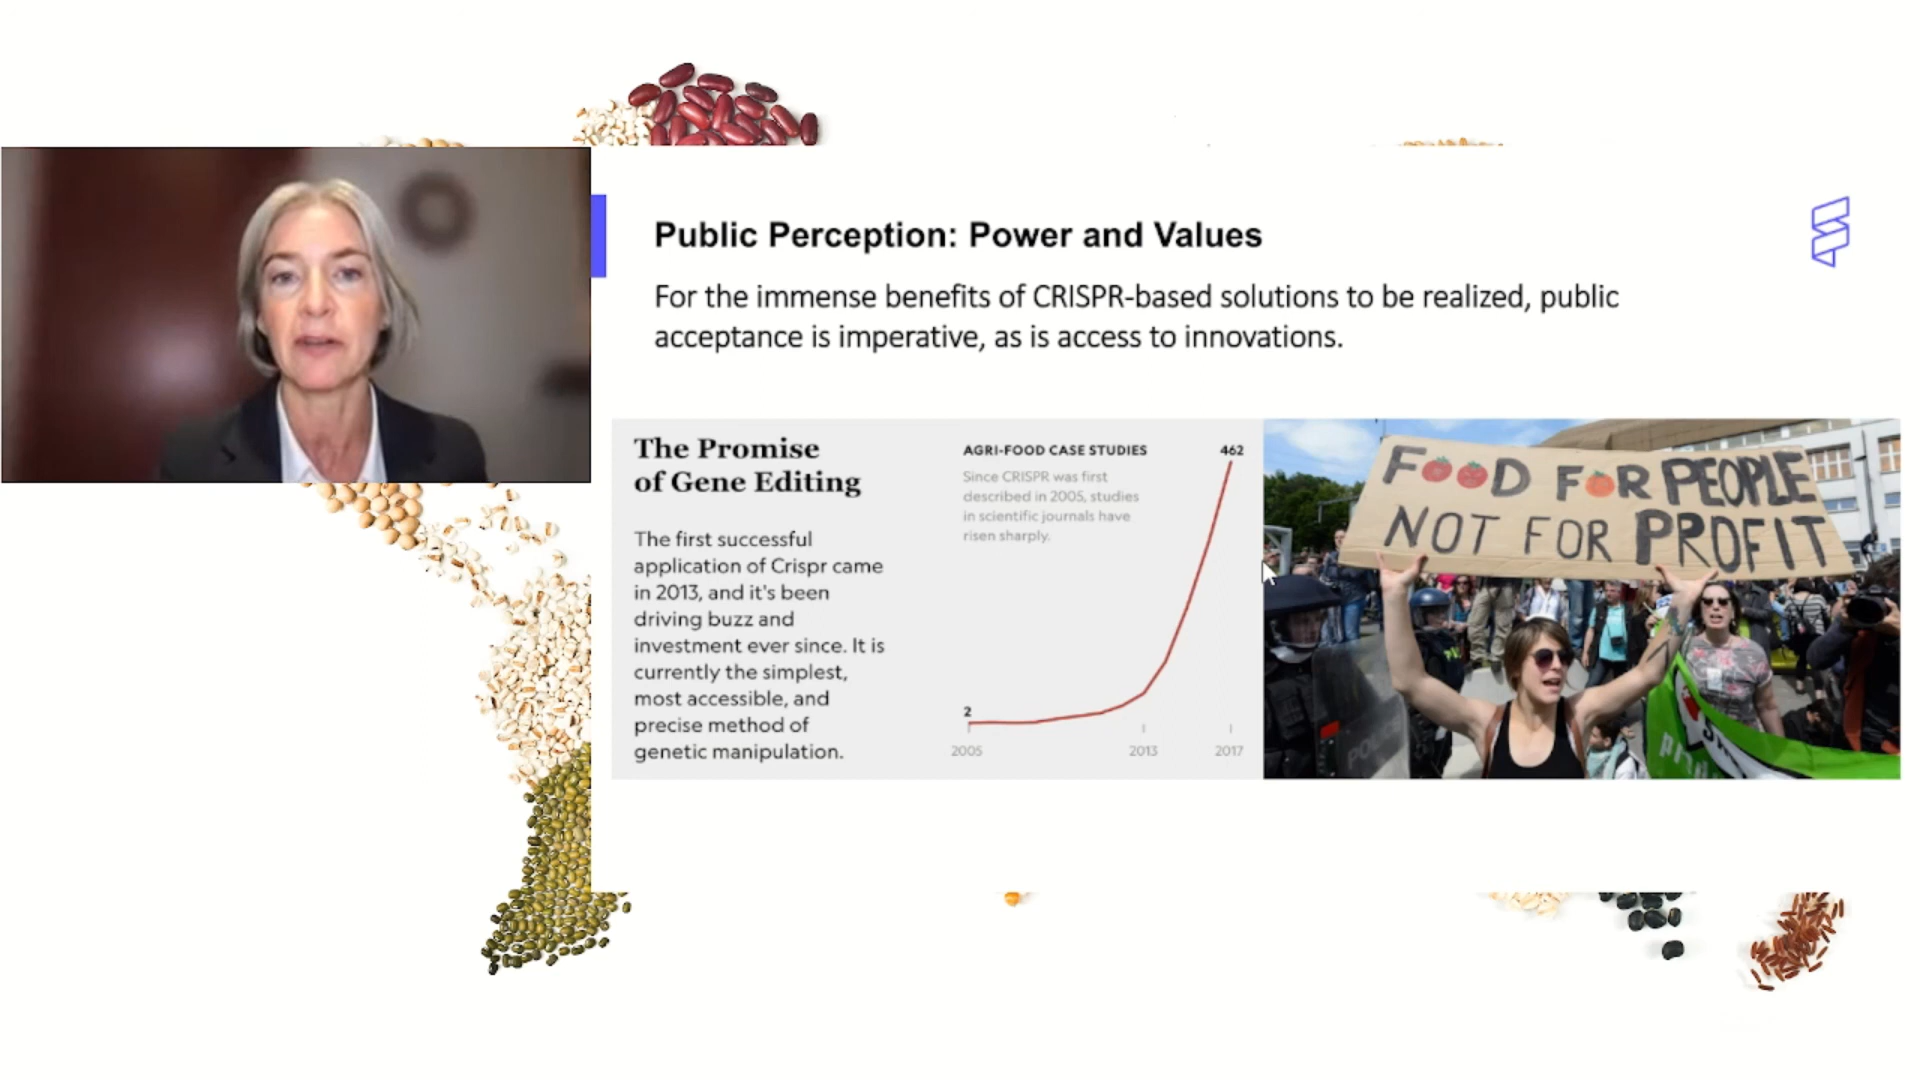 Public Perception: Power and Values
For the immense benefits of CRISPR-based solutions to be realized, public
acceptance is imperative, as is access to innovations.
The Promise
of Gene Editing
The first successful
application of Crispr came
in 2013, and it's been
driving buzz and
investment ever since. It is
currently the simplest,
most accessible, and
precise method of
genetic manipulation.
AGRI-FOOD CASE STUDIES
Since CRISPR was first
described in 2005, studies
in scientific journals have
risen sharply.
462
2
2005 2013 2017
FOOD FOR PEOPLE
NOT FOR PROFIT
POLICE